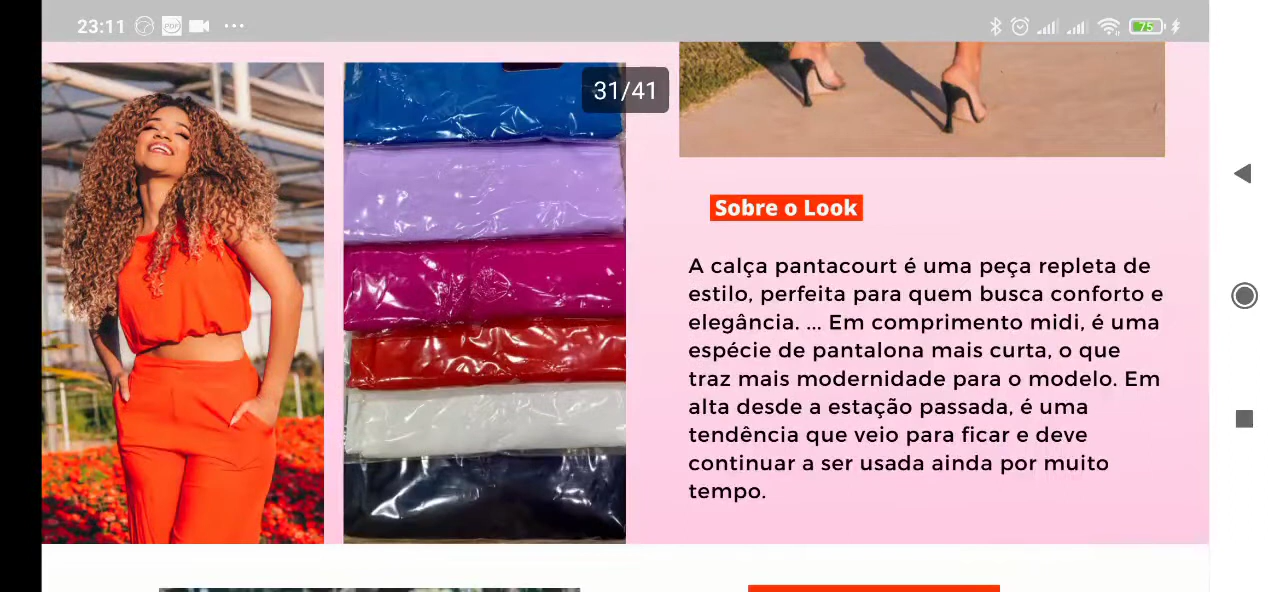 23:11
PDF
75
31/41
Sobre o Look
A calça pantacourt é uma peça repleta de
estilo, perfeita para quem busca conforto e
elegância. ... Em comprimento midi, é uma
espécie de pantalona mais curta, o que
traz mais modernidade para o modelo. Em
alta desde a estação passada, é uma
tendência que veio para ficar e deve
continuar a ser usada ainda por muito
tempo.